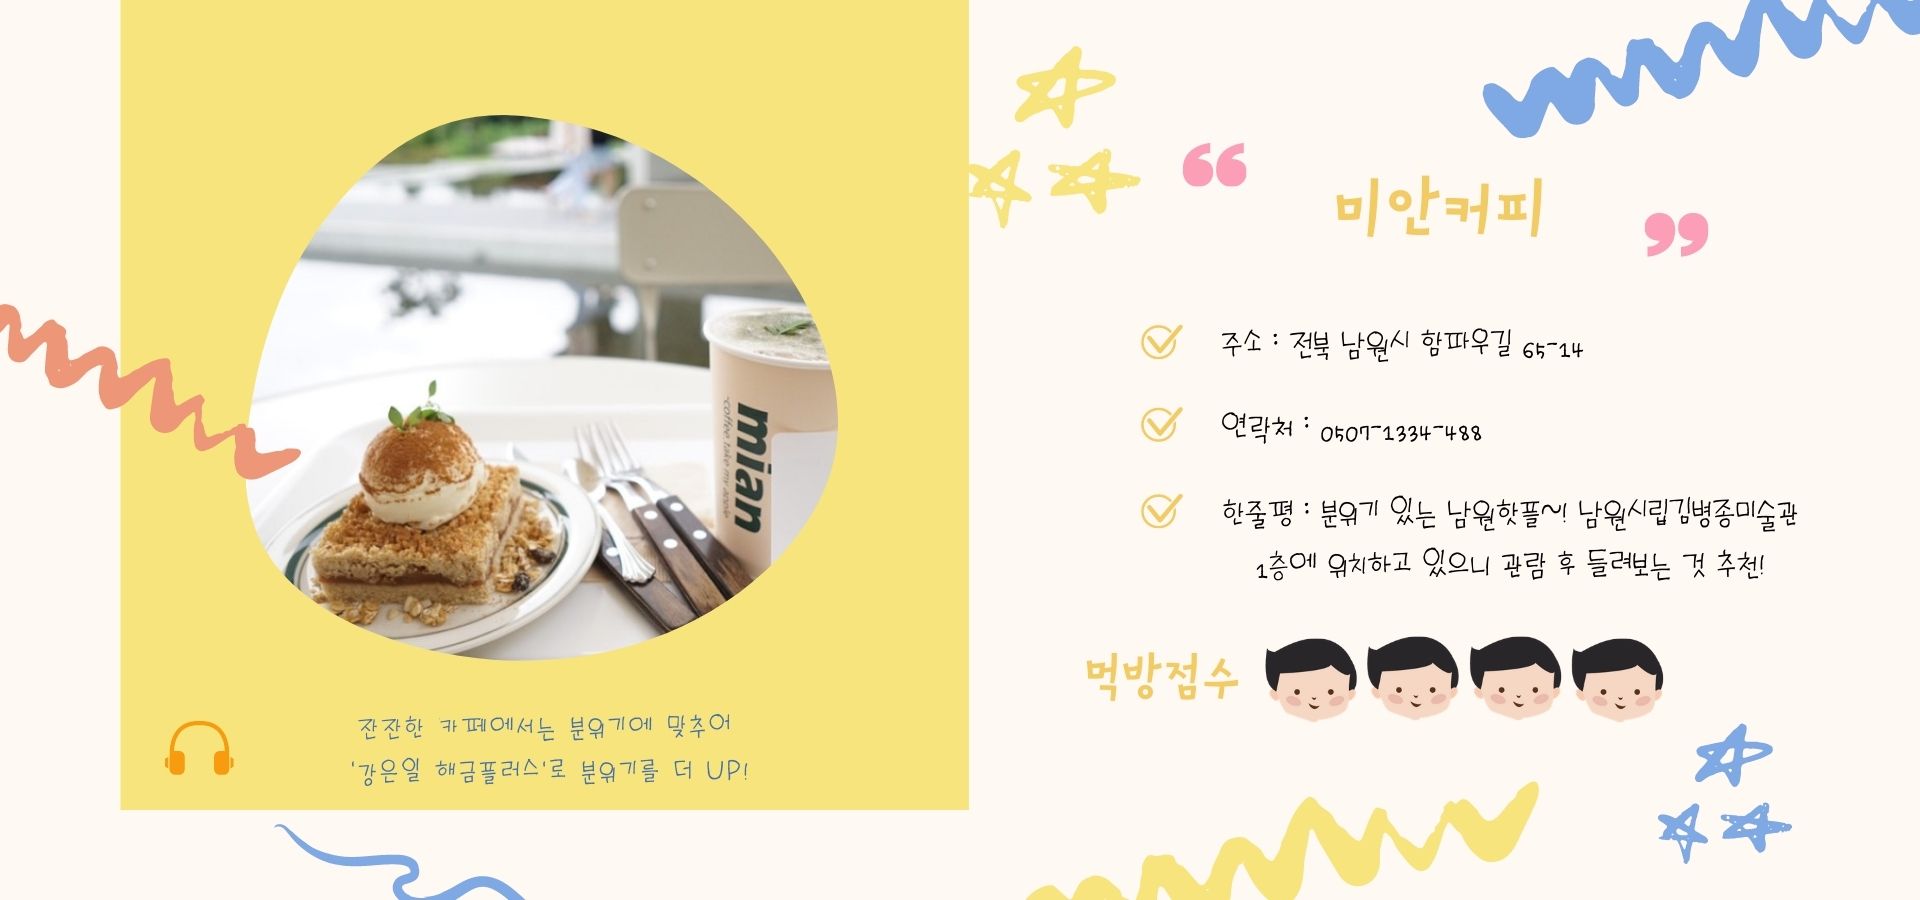 mian
coffee take my apple
잔잔한 카페에서는 분위기에 맞추어
'강은일 해금플러스'로 분위기를 더 UP!
미안커피
주소 : 전북 남원시 함파우길 65-14
연락처 : 0507-1334-488
한줄평 : 분위기 있는 남원핫플~! 남원시립김병종미술관
1층에 위치하고 있으니 관람 후 들려보는 것 추천!
먹방점수